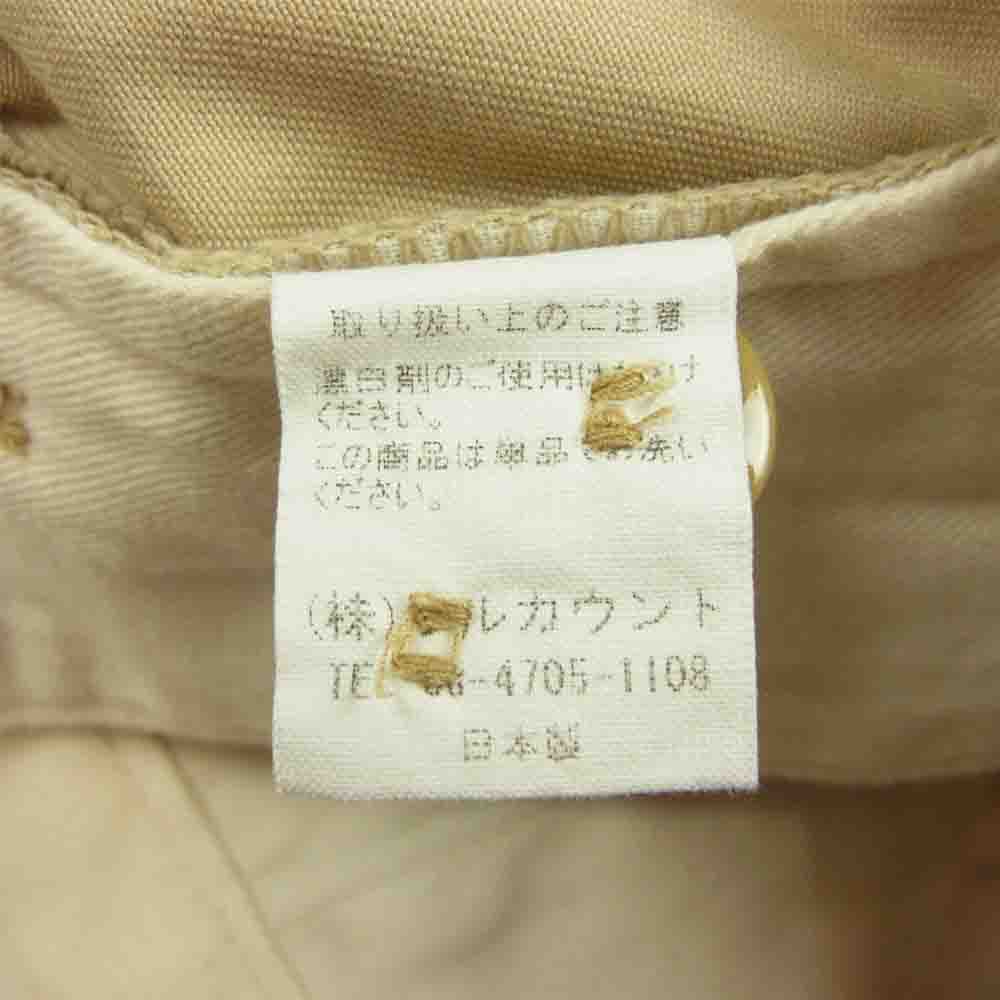 取り扱い上のご注意
漂白剤のご使用は
ください。
この商品は単品でお洗い
ください。
(株) レカウント
TEL 06-4705-1108
日本製